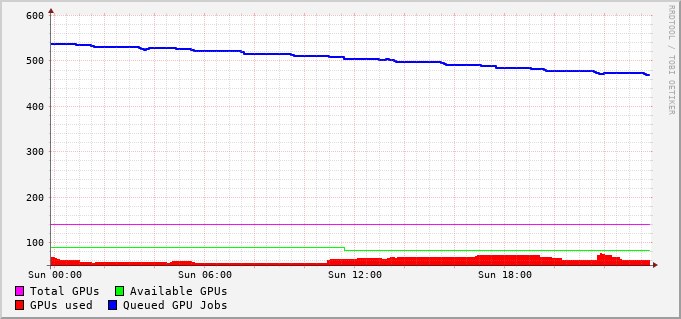 600
500
400
300
200
100
Sun 00:00 Sun 06:00 Sun 12:00 Sun 18:00
Total GPUs Available GPUs
GPUs used Queued GPU Jobs
RRDTOOL / TOBI OETIKER